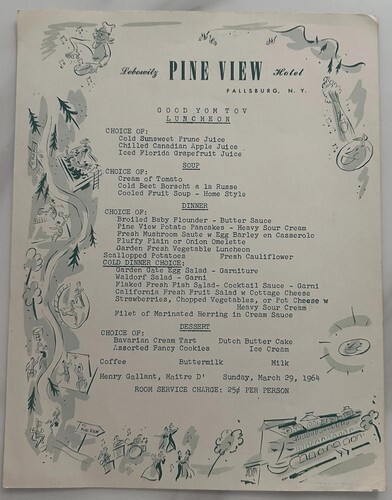 Lebowitz PINE VIEW Hotel
FALLSBURG, N. Y.
GOOD YOM TOV
LUNCHEON
CHOICE OF:
Cold Sunsweet Prune Juice
Chilled Canadian Apple Juice
Iced Florida Grapefruit Juice
SOUP
CHOICE OF:
Cream of Tomato
Cold Beet Borscht a la Russe
Cooled Fruit Soup - Home Style
DINNER
CHOICE OF:
Broiled Baby Flounder - Butter Sauce
Pine View Potato Pancakes - Heavy Sour Cream
Fresh Mushroom Saute w Egg Barley en Casserole
Fluffy Plain or Onion Omelette
Garden Fresh Vegetable Luncheon
Scalloped Potatoes Fresh Cauliflower
COLD DINNER CHOICE:
Garden Gate Egg Salad - Garniture
Waldorf Salad - Garni
Flaked Fresh Fish Salad- Cocktail Sauce - Garni
California Fresh Fruit Salad w Cottage Cheese
Strawberries, Chopped Vegetables, or Pot Cheese w
Heavy Sour Cream
Filet of Marinated Herring in Cream Sauce
DESSERT
CHOICE OF:
Bavarian Cream Tart Dutch Butter Cake
Assorted Fancy Cookies Ice Cream
Coffee Buttermilk Milk
Henry Gallant, Maitre D' Sunday, March 29, 1964
ROOM SERVICE CHARGE: 25¢ PER PERSON
PINE VIEW